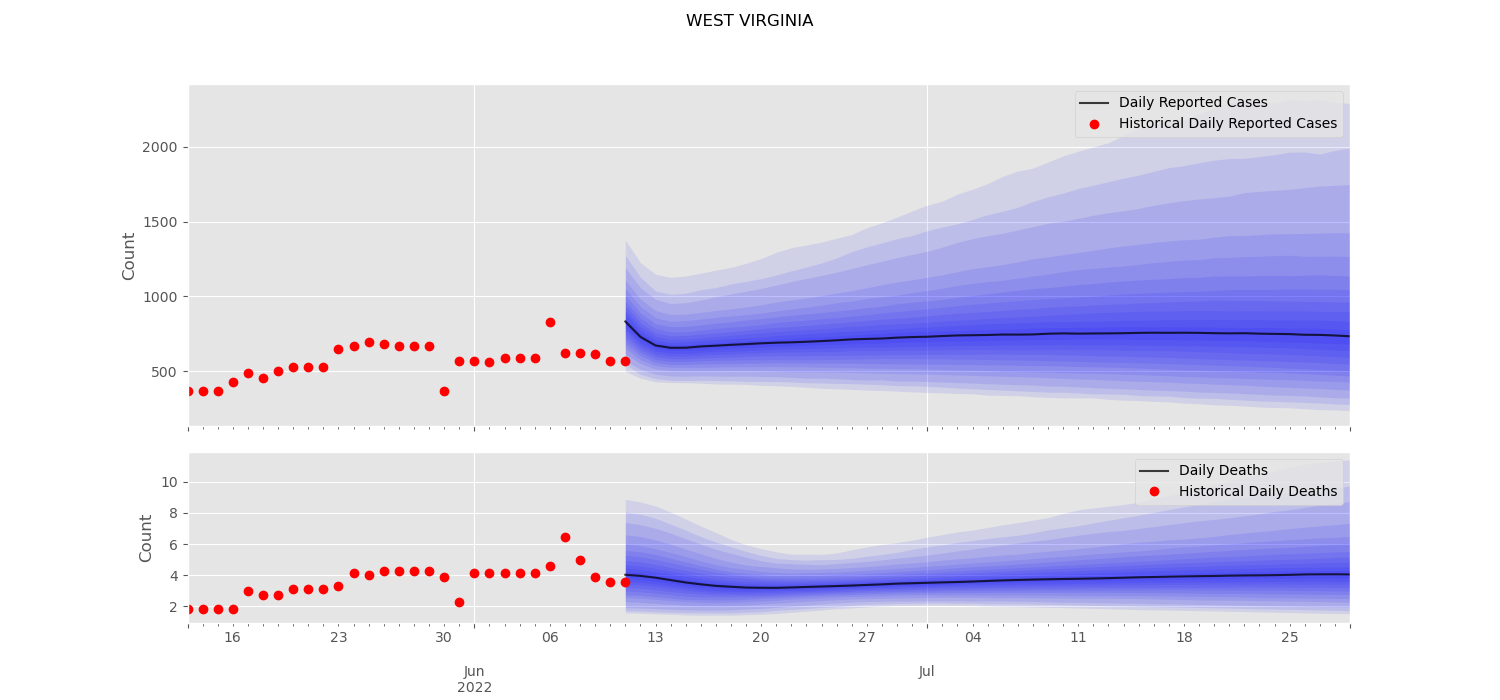 WEST VIRGINIA
Daily Reported Cases
Historical Daily Reported Cases
2000
1500
1000
500
Count
Daily Deaths
Historical Daily Deaths
10
8
6
4
2
Count
16 23 30 06 13 20 27 04 11 18 25
Jun Jul
2022